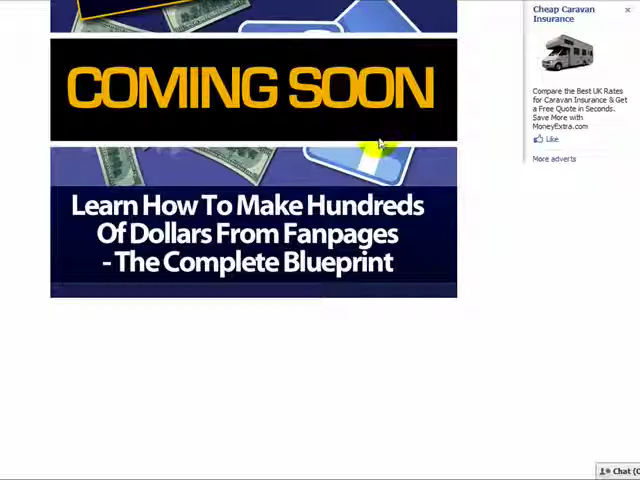 COMING SOON
Learn How To Make Hundreds
Of Dollars From Fanpages
- The Complete Blueprint
Cheap Caravan
Insurance
Compare the Best UK Rates
for Caravan Insurance & Get
a Free Quote in Seconds.
Save More with
MoneyExtra.com
Like
More adverts
Chat (